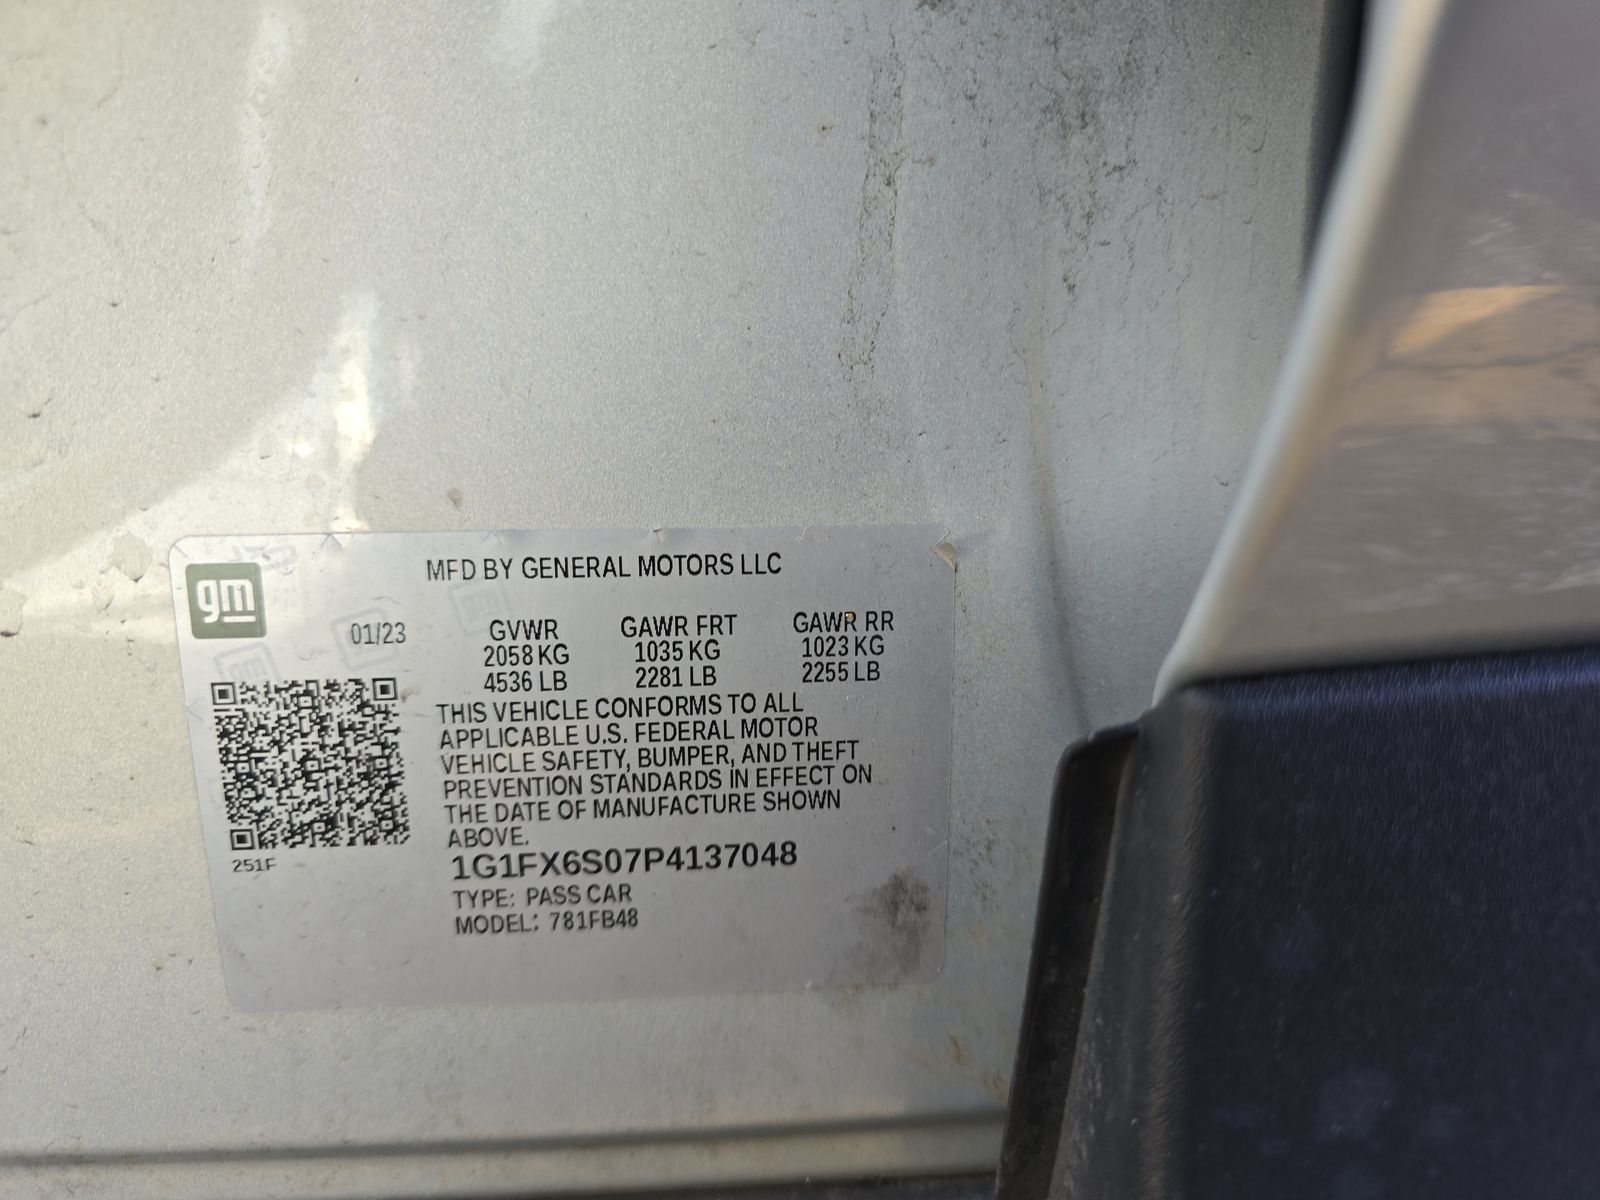 gm
MFD BY GENERAL MOTORS LLC
01/23
GVWR GAWR FRT GAWR RR
2058 KG 1035 KG 1023 KG
4536 LB 2281 LB 2255 LB
THIS VEHICLE CONFORMS TO ALL
APPLICABLE U.S. FEDERAL MOTOR
VEHICLE SAFETY, BUMPER, AND THEFT
PREVENTION STANDARDS IN EFFECT ON
THE DATE OF MANUFACTURE SHOWN
ABOVE.
251F
1G1FX6S07P4137048
TYPE: PASS CAR
MODEL: 781FB48